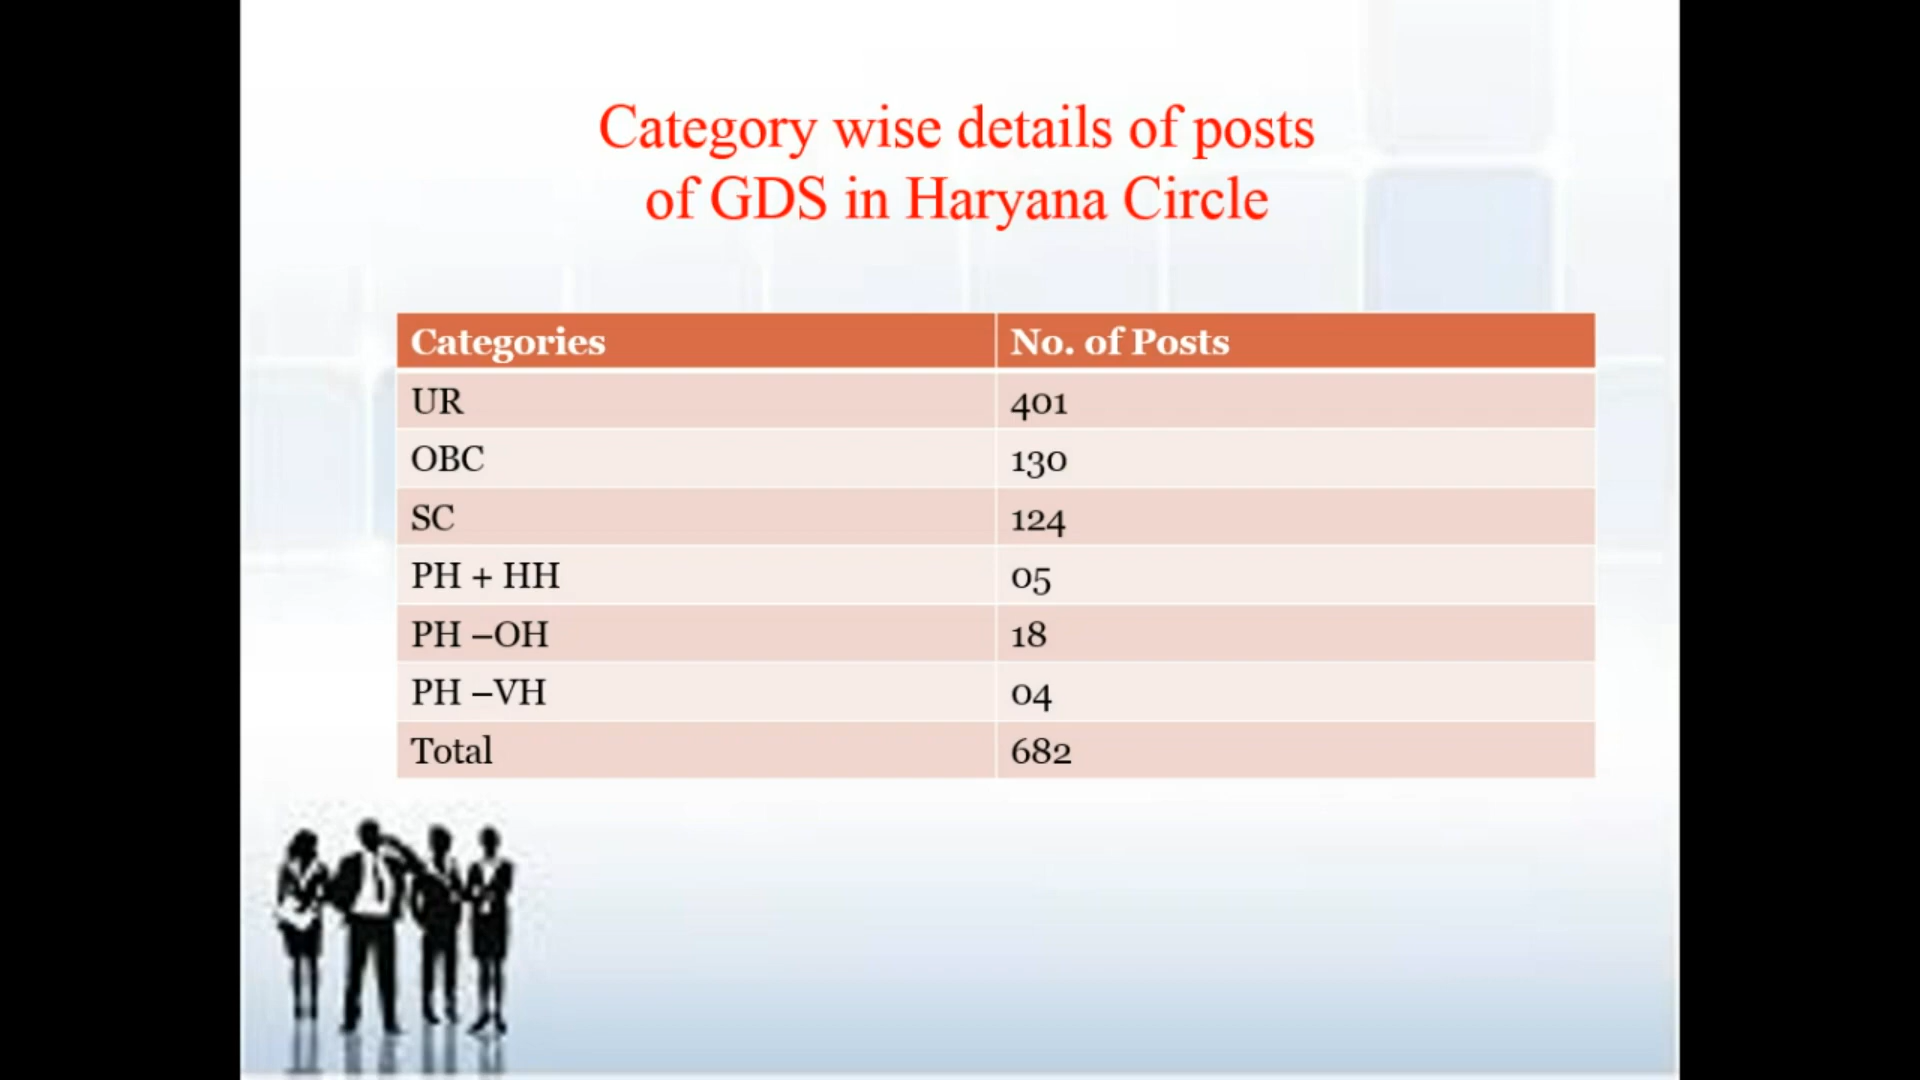 Category wise details of posts
of GDS in Haryana Circle
Categories No. of Posts
UR 401
OBC 130
SC 124
PH + HH 05
PH –OH 18
PH –VH 04
Total 682